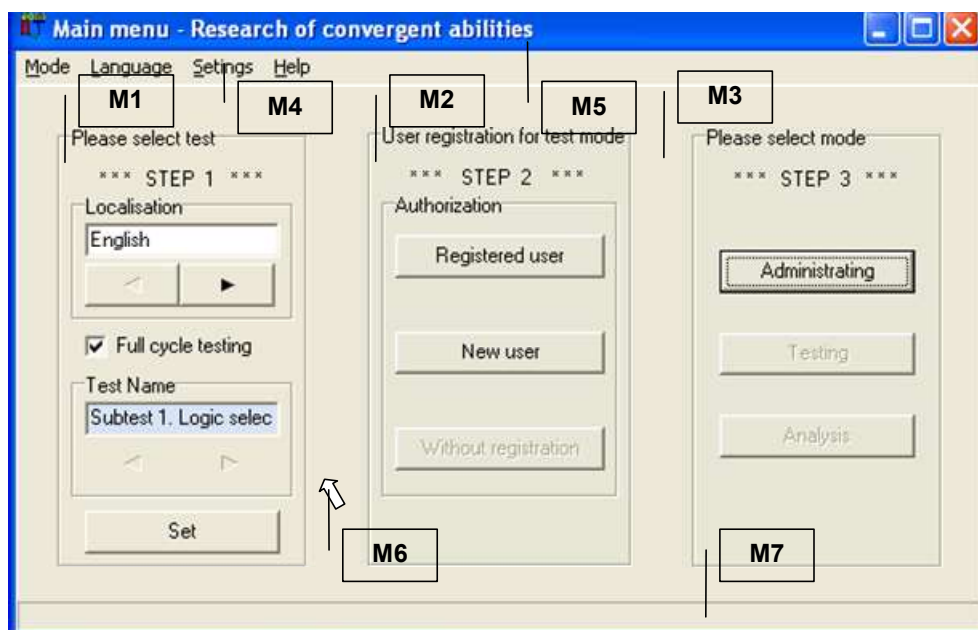 Main menu - Research of convergent abilities
Mode Language Setings Help
M1
M4
M2
M5
M3
Please select test
*** STEP 1 ***
Localisation
English
Full cycle testing
Test Name
Subtest 1. Logic selec
Set
User registration for test mode
*** STEP 2 ***
Authorization
Registered user
New user
Without registration
Please select mode
*** STEP 3 ***
Administrating
Testing
Analysis
M6
M7